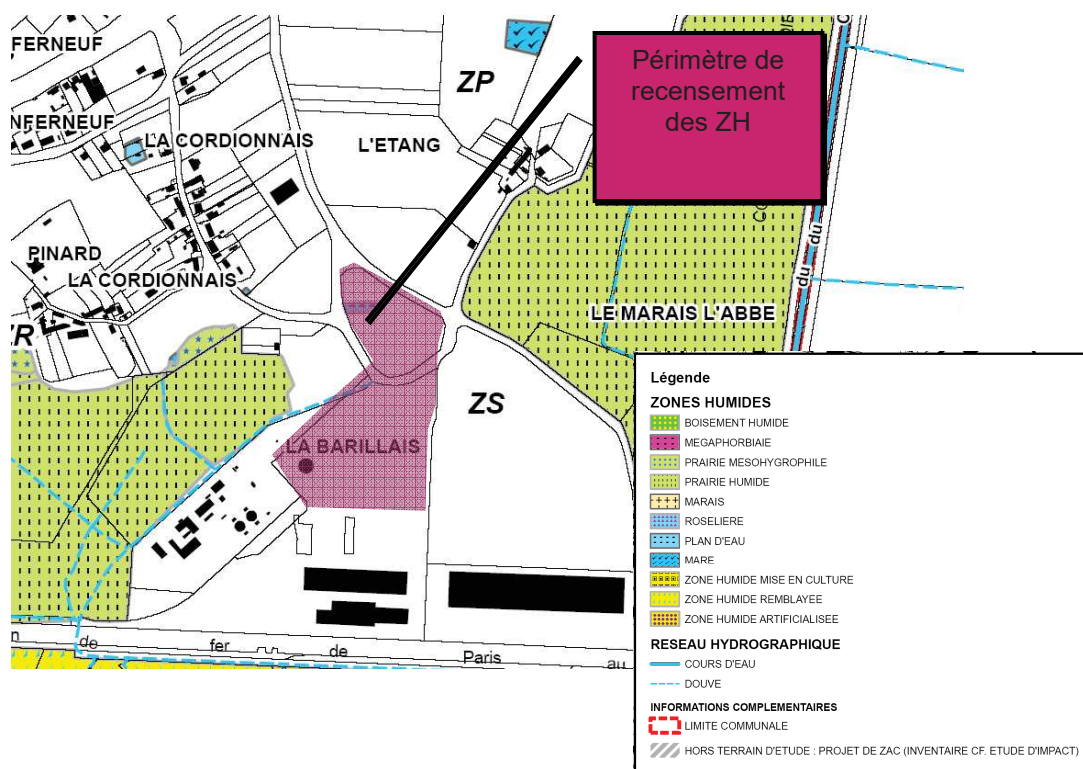 FERNEUF
ZP
Périmètre de
recensement
des ZH
NFERNEUF
LA CORDIONNAIS
L'ETANG
PINARD
LA CORDIONNAIS
du
du
LE MARAIS L'ABBE
R
ZS
LA BARILLAIS
de
fer
de
Paris
au
Légende
ZONES HUMIDES
BOISEMENT HUMIDE
MEGAPHORBIAIE
PRAIRIE MESOHYGROPHILE
PRAIRIE HUMIDE
MARAIS
ROSELIERE
PLAN D'EAU
MARE
ZONE HUMIDE MISE EN CULTURE
ZONE HUMIDE REMBLAYEE
ZONE HUMIDE ARTIFICIALISEE
RESEAU HYDROGRAPHIQUE
COURS D'EAU
DOUVE
INFORMATIONS COMPLEMENTAIRES
LIMITE COMMUNALE
HORS TERRAIN D'ETUDE : PROJET DE ZAC (INVENTAIRE CF. ETUDE D'IMPACT)